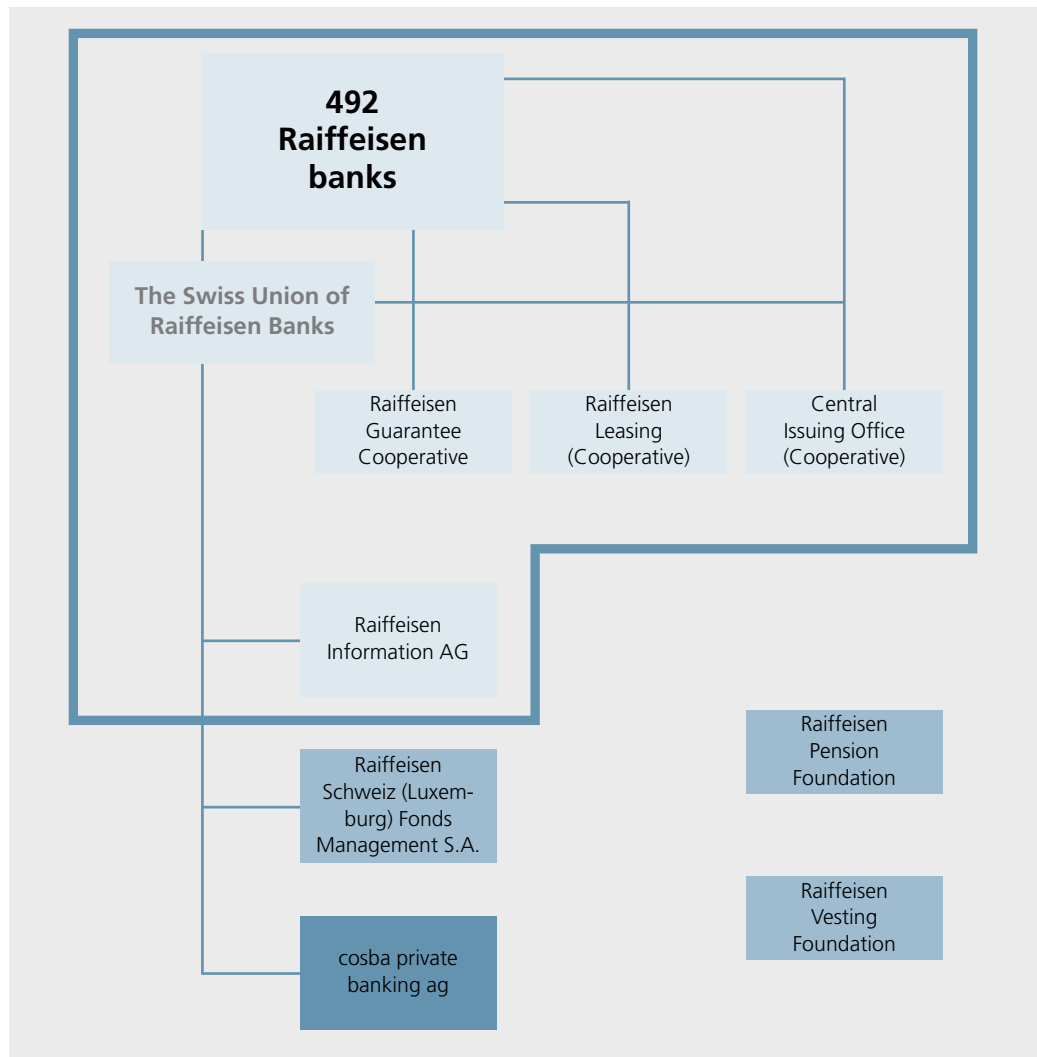 492
Raiffeisen
banks
The Swiss Union of
Raiffeisen Banks
Raiffeisen
Guarantee
Cooperative
Raiffeisen
Leasing
(Cooperative)
Central
Issuing Office
(Cooperative)
Raiffeisen
Information AG
Raiffeisen
Schweiz (Luxem-
burg) Fonds
Management S.A.
Raiffeisen
Pension
Foundation
Raiffeisen
Vesting
Foundation
cosba private
banking ag